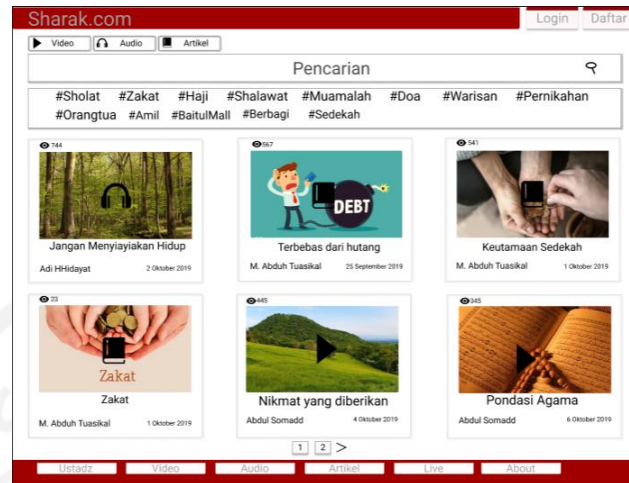 Sharak.com
Login Daftar
Video Audio Artikel
Pencarian
#Sholat #Zakat #Haji #Shalawat #Muamalah #Doa #Warisan #Pernikahan
#Orangtua #Amil #BaitulMall #Berbagi #Sedekah
744
Jangan Menyiayiakan Hidup
Adi HHidayat 2 Oktober 2019
567
DEBT
Terbebas dari hutang
M. Abduh Tuasikal 25 September 2019
541
Keutamaan Sedekah
M. Abduh Tuasikal 1 Oktober 2019
23
Zakat
Zakat
M. Abduh Tuasikal 1 Oktober 2019
445
Nikmat yang diberikan
Abdul Somadd 4 Oktober 2019
345
Pondasi Agama
Abdul Somadd 6 Oktober 2019
1 2 >
Ustadz Video Audio Artikel Live About